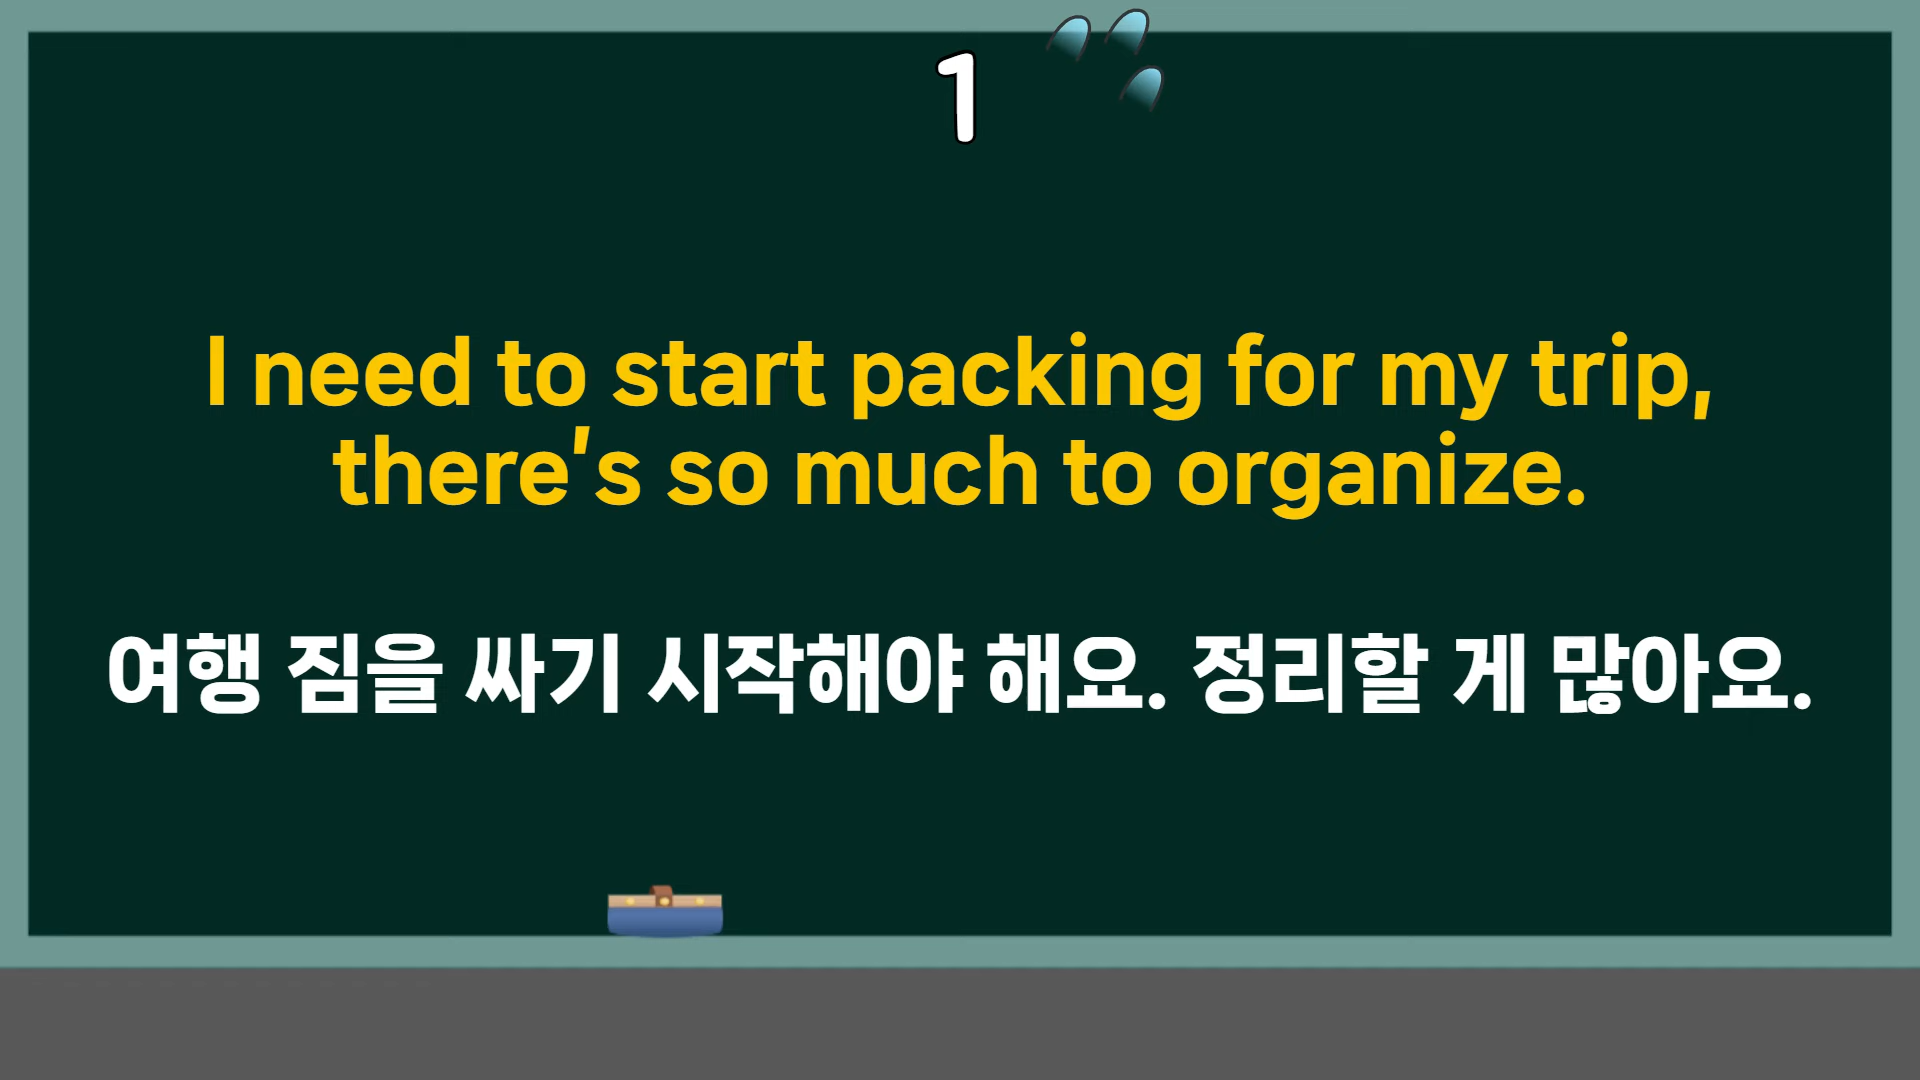 1
I need to start packing for my trip,
there's so much to organize.
여행 짐을 싸기 시작해야 해요. 정리할 게 많아요.